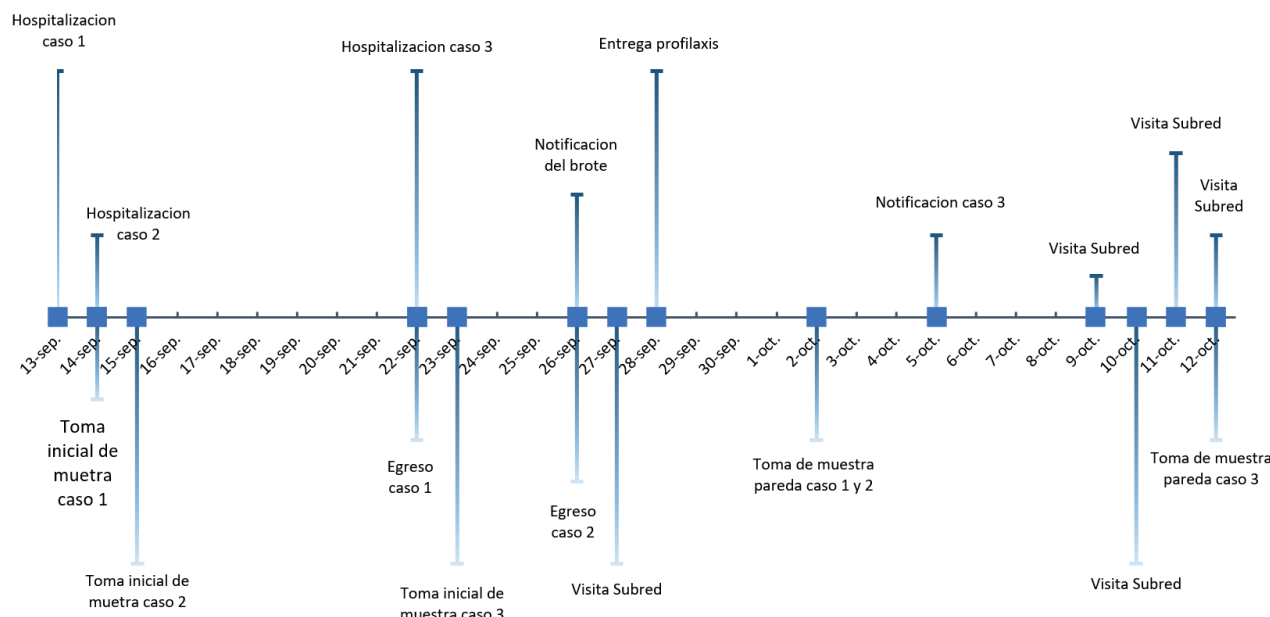 Hospitalizacion
caso 1
Hospitalizacion caso 3
Entrega profilaxis
Visita Subred
Notificacion
del brote
Visita
Subred
Hospitalizacion
caso 2
Notificacion caso 3
Visita Subred
13-sep.
14-sep.
15-sep.
16-sep.
17-sep.
18-sep.
19-sep.
20-sep.
21-sep.
22-sep.
23-sep.
24-sep.
25-sep.
26-sep.
27-sep.
28-sep.
29-sep.
30-sep.
1-oct.
2-oct.
3-oct.
4-oct.
5-oct.
6-oct.
7-oct.
8-oct.
9-oct.
10-oct.
11-oct.
12-oct.
Toma
inicial de
muetra
caso 1
Egreso
caso 1
Toma de muestra
pareda caso 1 y 2
Toma de muestra
pareda caso 3
Egreso
caso 2
Toma inicial de
muetra caso 2
Toma inicial de
muestra caso 3
Visita Subred
Visita Subred